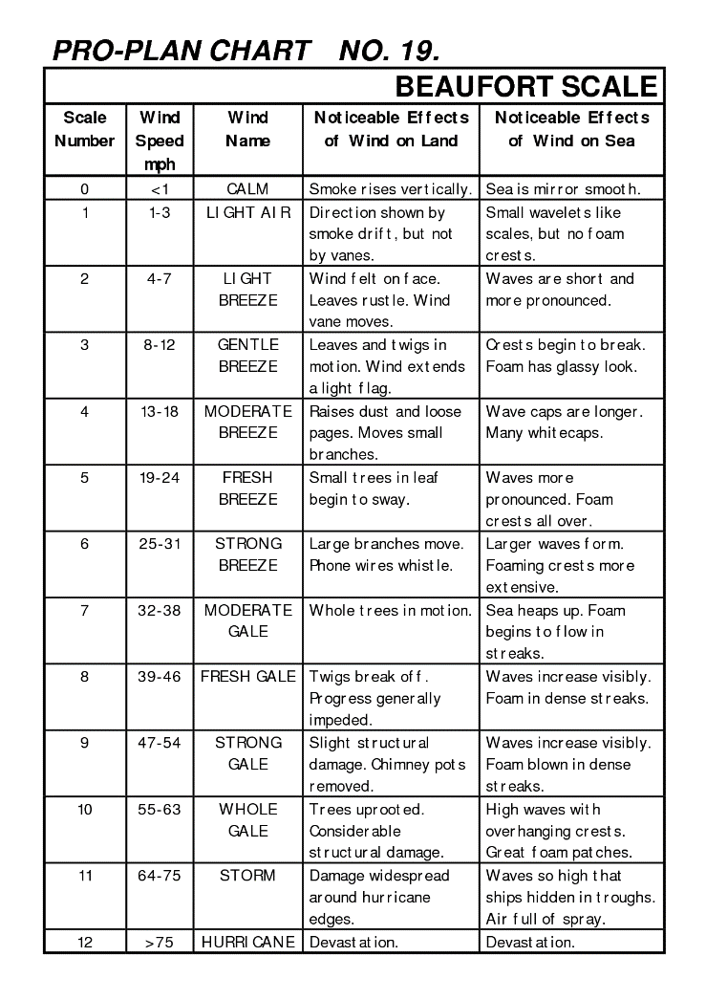 PRO-PLAN CHART NO. 19.
BEAUFORT SCALE
Scale Number | Wind Speed mph | Wind Name | Noticeable Effects of Wind on Land | Noticeable Effects of Wind on Sea
0 | <1 | CALM | Smoke rises vertically. | Sea is mirror smooth.
1 | 1-3 | LIGHT AIR | Direction shown by smoke drift, but not by vanes. | Small wavelets like scales, but no foam crests.
2 | 4-7 | LIGHT BREEZE | Wind felt on face. Leaves rustle. Wind vane moves. | Waves are short and more pronounced.
3 | 8-12 | GENTLE BREEZE | Leaves and twigs in motion. Wind extends a light flag. | Crests begin to break. Foam has glassy look.
4 | 13-18 | MODERATE BREEZE | Raises dust and loose pages. Moves small branches. | Wave caps are longer. Many whitecaps.
5 | 19-24 | FRESH BREEZE | Small trees in leaf begin to sway. | Waves more pronounced. Foam crests all over.
6 | 25-31 | STRONG BREEZE | Large branches move. Phone wires whistle. | Larger waves form. Foaming crests more extensive.
7 | 32-38 | MODERATE GALE | Whole trees in motion. | Sea heaps up. Foam begins to flow in streaks.
8 | 39-46 | FRESH GALE | Twigs break off. Progress generally impeded. | Waves increase visibly. Foam in dense streaks.
9 | 47-54 | STRONG GALE | Slight structural damage. Chimney pots removed. | Waves increase visibly. Foam blown in dense streaks.
10 | 55-63 | WHOLE GALE | Trees uprooted. Considerable structural damage. | High waves with overhanging crests. Great foam patches.
11 | 64-75 | STORM | Damage widespread around hurricane edges. | Waves so high that ships hidden in troughs. Air full of spray.
12 | >75 | HURRICANE | Devastation. | Devastation.